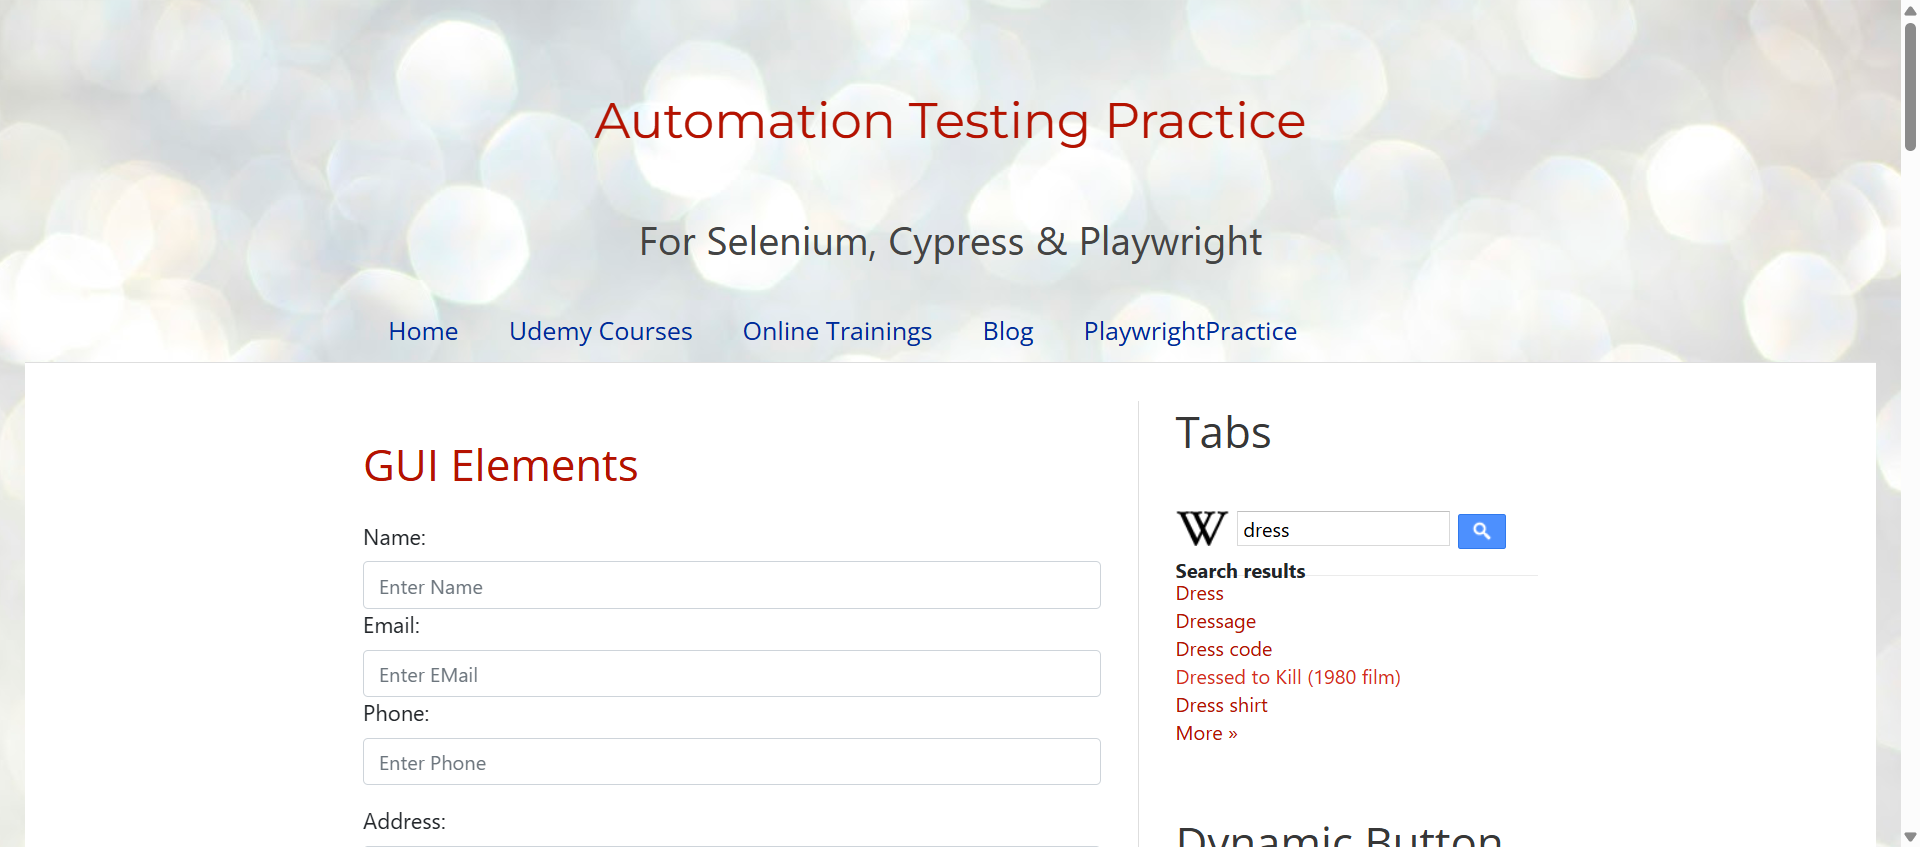 Automation Testing Practice
For Selenium, Cypress & Playwright
Home Udemy Courses Online Trainings Blog PlaywrightPractice
GUI Elements
Name:
Enter Name
Email:
Enter EMail
Phone:
Enter Phone
Address:
Tabs
W dress
Search results
Dress
Dressage
Dress code
Dressed to Kill (1980 film)
Dress shirt
More »
Dynamic Button